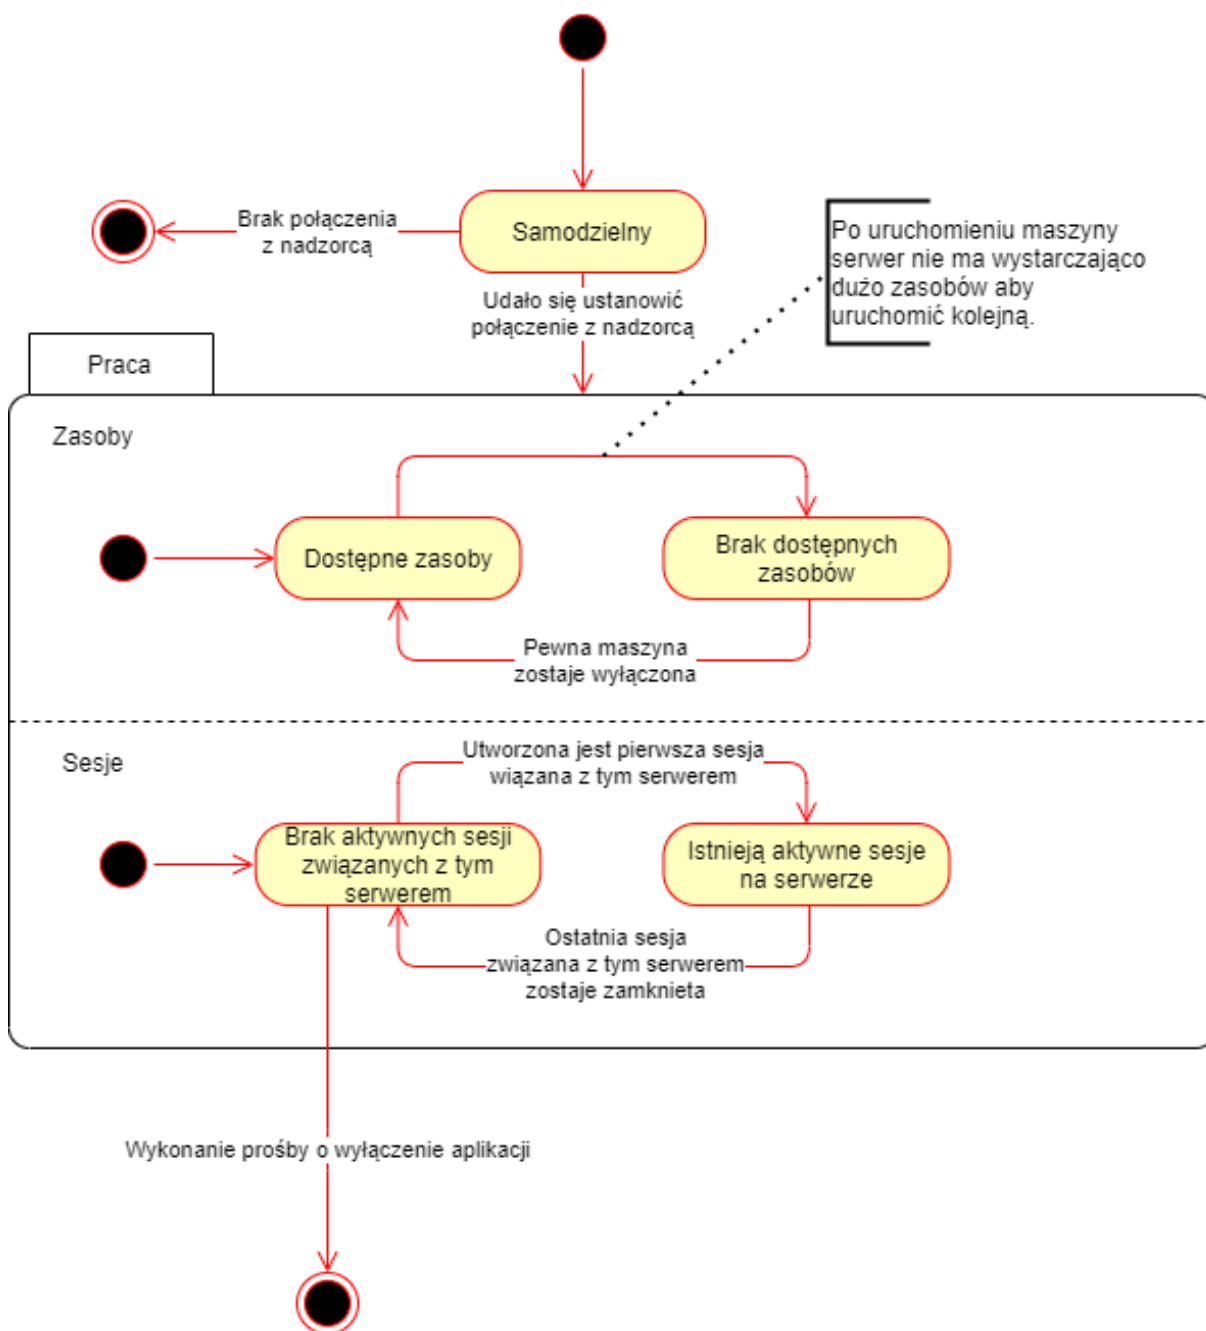 Brak połączenia
z nadzorcą
Samodzielny
Po uruchomieniu maszyny
serwer nie ma wystarczająco
dużo zasobów aby
uruchomić kolejną.
Udało się ustanowić
połączenie z nadzorcą
Praca
Zasoby
Dostępne zasoby
Brak dostępnych
zasobów
Pewna maszyna
zostaje wyłączona
Sesje
Utworzona jest pierwsza sesja
wiązana z tym serwerem
Brak aktywnych sesji
związanych z tym
serwerem
Istnieją aktywne sesje
na serwerze
Ostatnia sesja
związana z tym serwerem
zostaje zamknieta
Wykonanie prośby o wyłączenie aplikacji